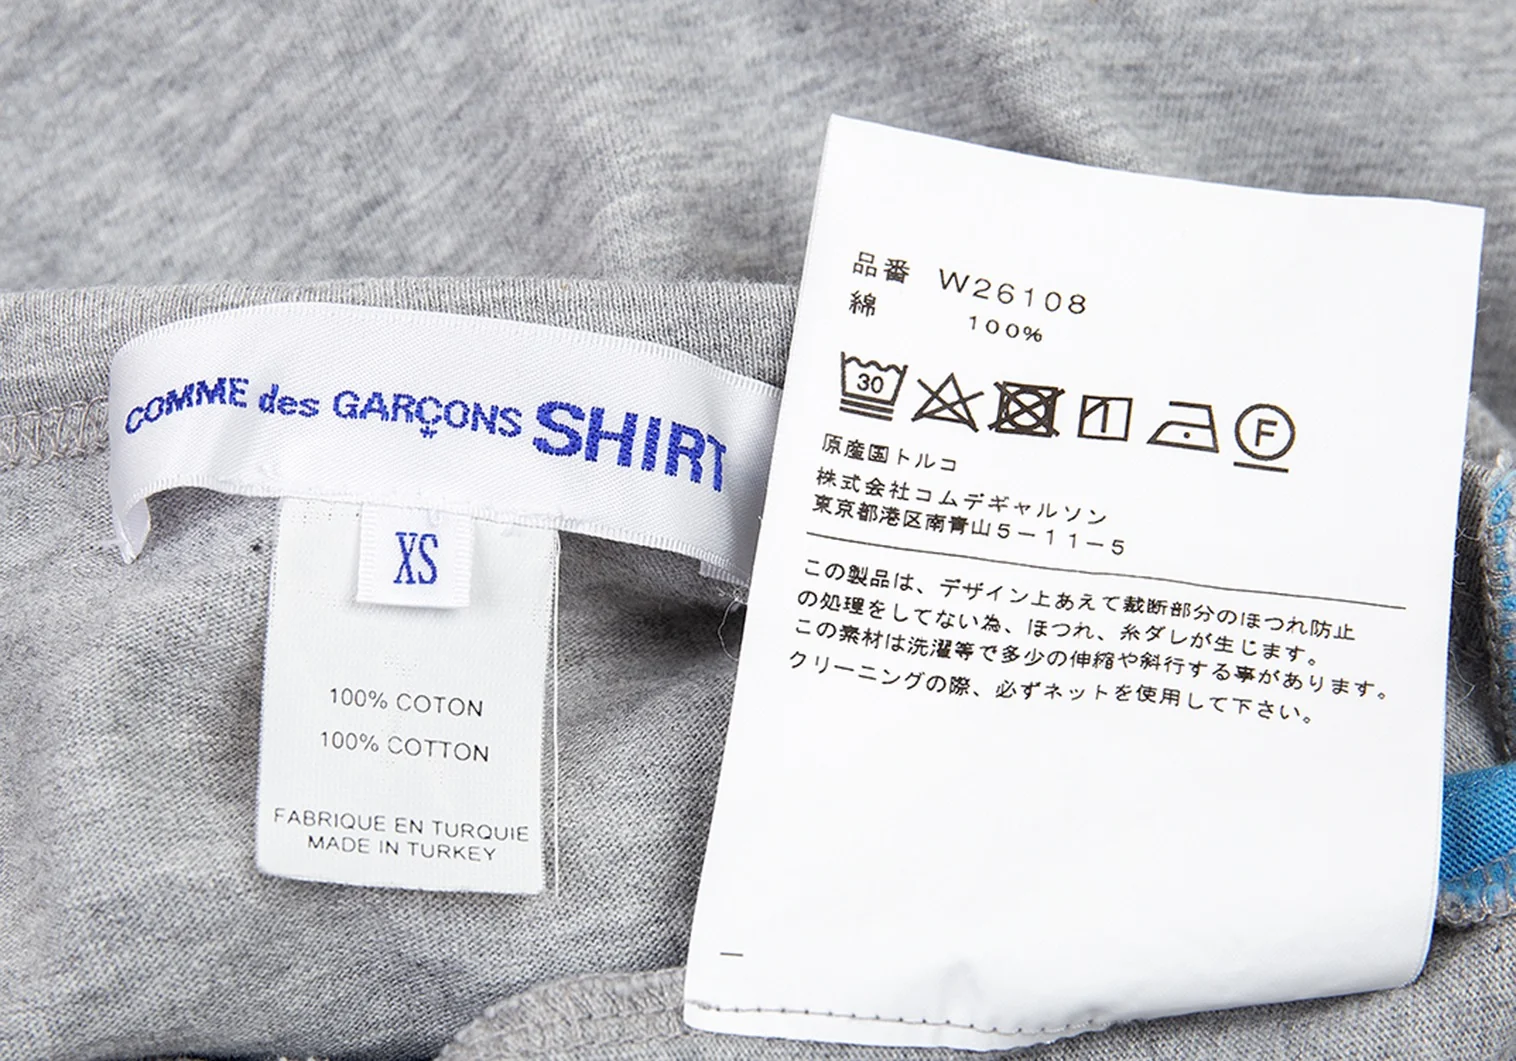 COMME des GARÇONS SHIRT
XS
100% COTON
100% COTTON
FABRIQUE EN TURQUIE
MADE IN TURKEY
品番 W26108
綿 100%
30
F
原産国トルコ
株式会社コムデギャルソン
東京都港区南青山5-11-5
この製品は、デザイン上あえて裁断部分のほつれ防止
の処理をしてない為、ほつれ、糸ダレが生じます。
この素材は洗濯等で多少の伸縮や斜行する事があります。
クリーニングの際、必ずネットを使用して下さい。